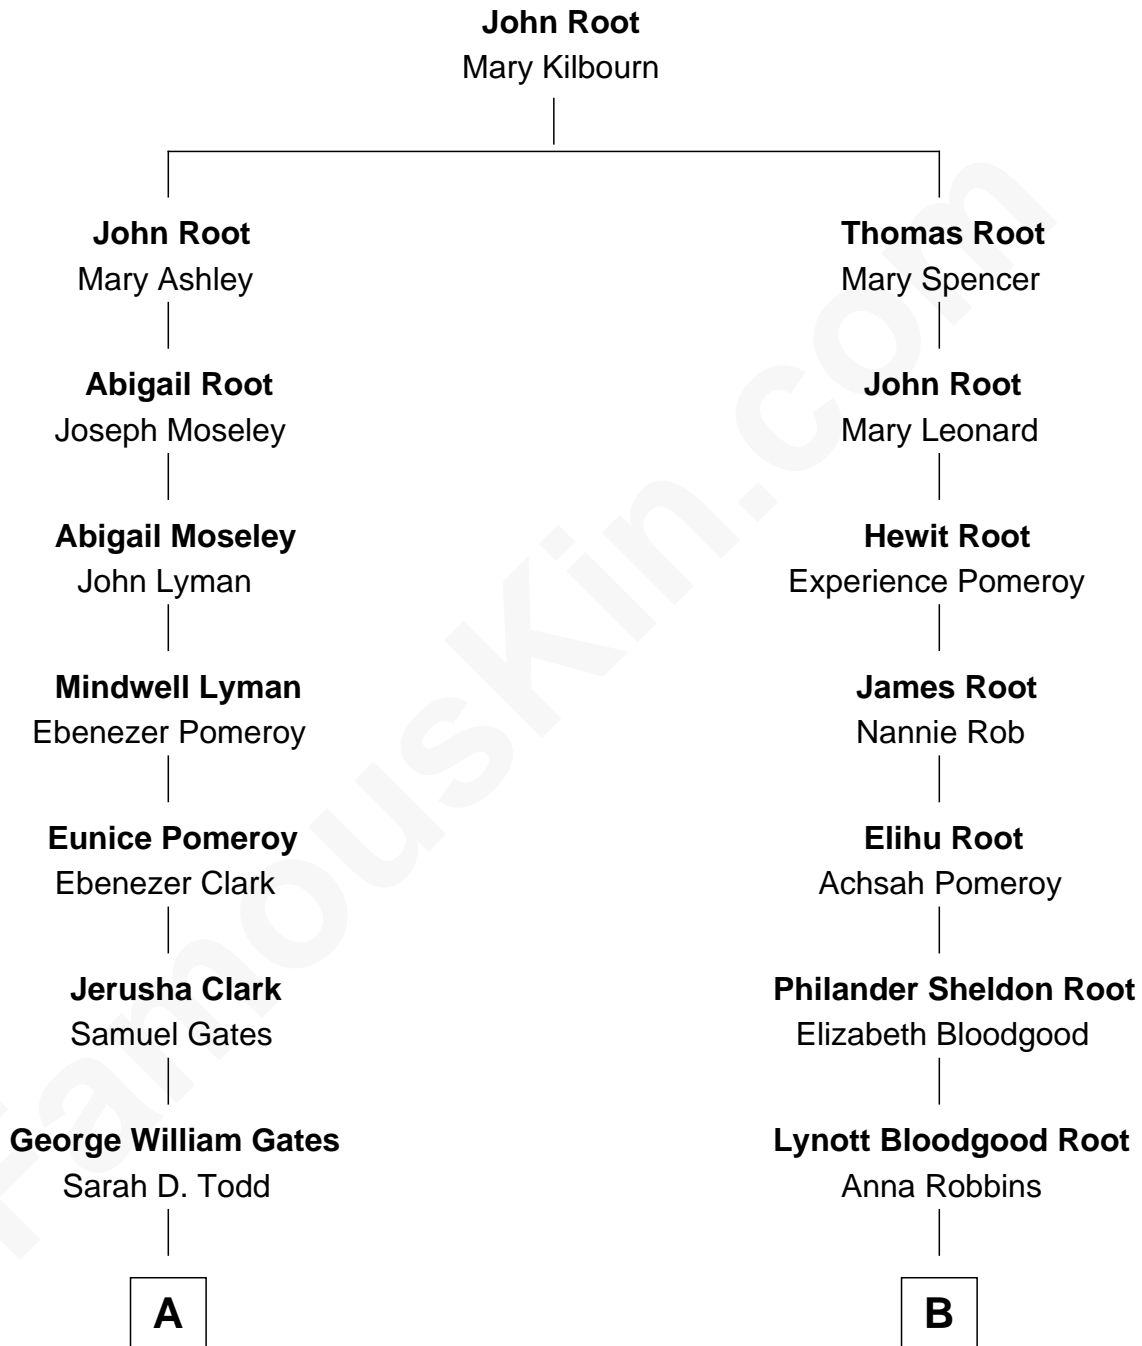 John Root
Mary Kilbourn
John Root
Mary Ashley
Abigail Root
Joseph Moseley
Abigail Moseley
John Lyman
Mindwell Lyman
Ebenezer Pomeroy
Eunice Pomeroy
Ebenezer Clark
Jerusha Clark
Samuel Gates
George William Gates
Sarah D. Todd
A
Thomas Root
Mary Spencer
John Root
Mary Leonard
Hewit Root
Experience Pomeroy
James Root
Nannie Rob
Elihu Root
Achsah Pomeroy
Philander Sheldon Root
Elizabeth Bloodgood
Lynott Bloodgood Root
Anna Robbins
B
FamousKin.com